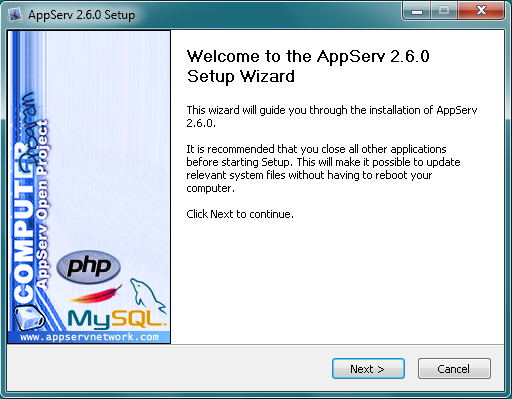 AppServ 2.6.0 Setup
Welcome to the AppServ 2.6.0
Setup Wizard
This wizard will guide you through the installation of AppServ
2.6.0.
It is recommended that you close all other applications
before starting Setup. This will make it possible to update
relevant system files without having to reboot your
computer.
Click Next to continue.
COMPUTER
Program
AppServ Open Project
php
MySQL
www.appservnetwork.com
Next >
Cancel